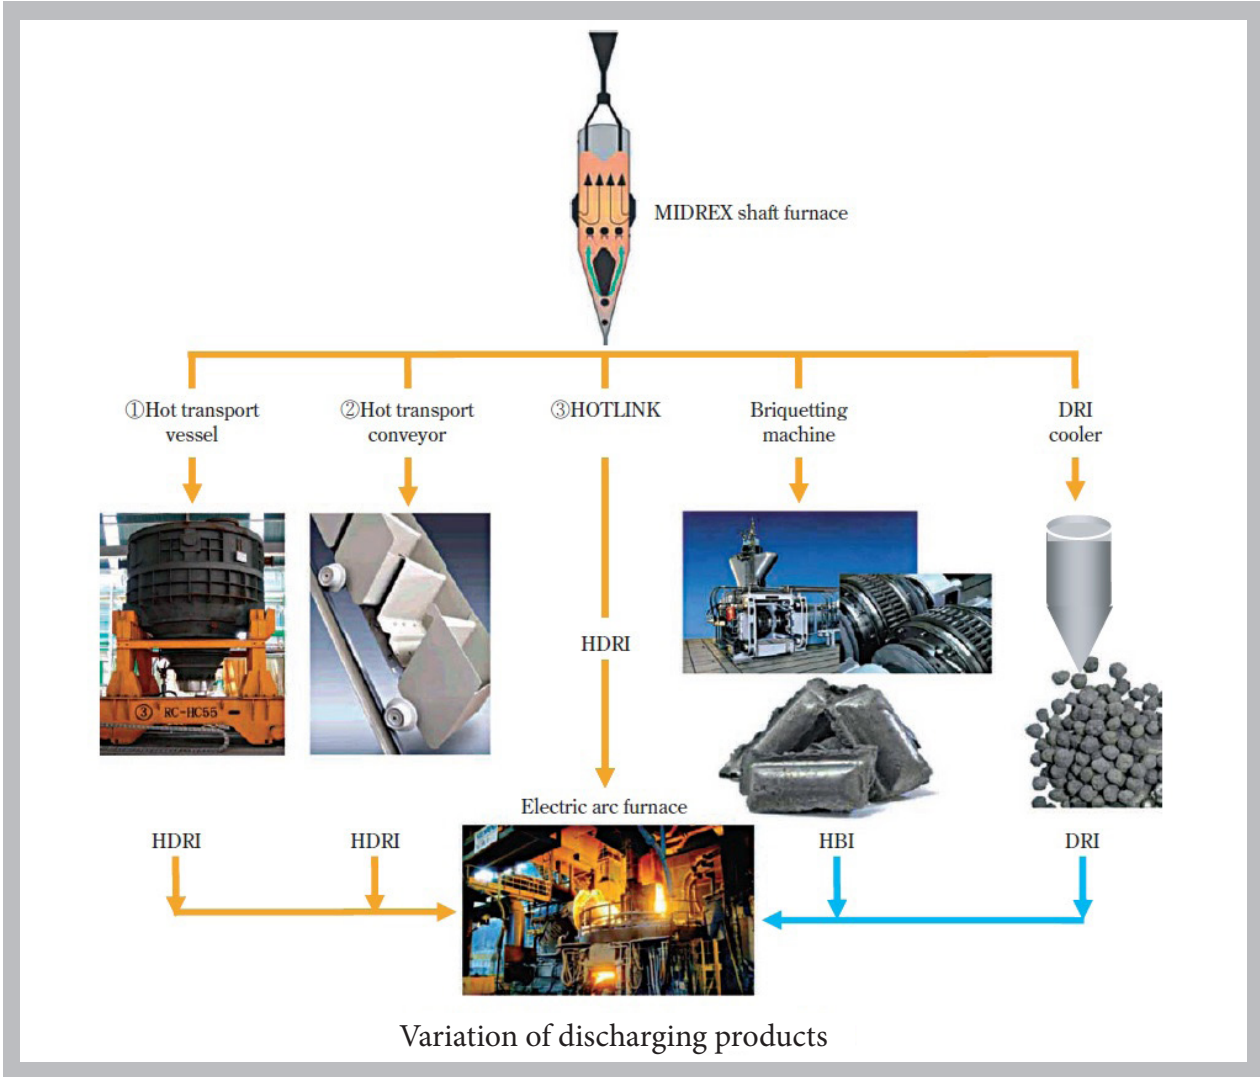 MIDREX shaft furnace
①Hot transport
vessel
②Hot transport
conveyor
③HOTLINK
Briquetting
machine
DRI
cooler
③ RC-HC55
HDRI
Electric arc furnace
HDRI
HDRI
HBI
DRI
Variation of discharging products